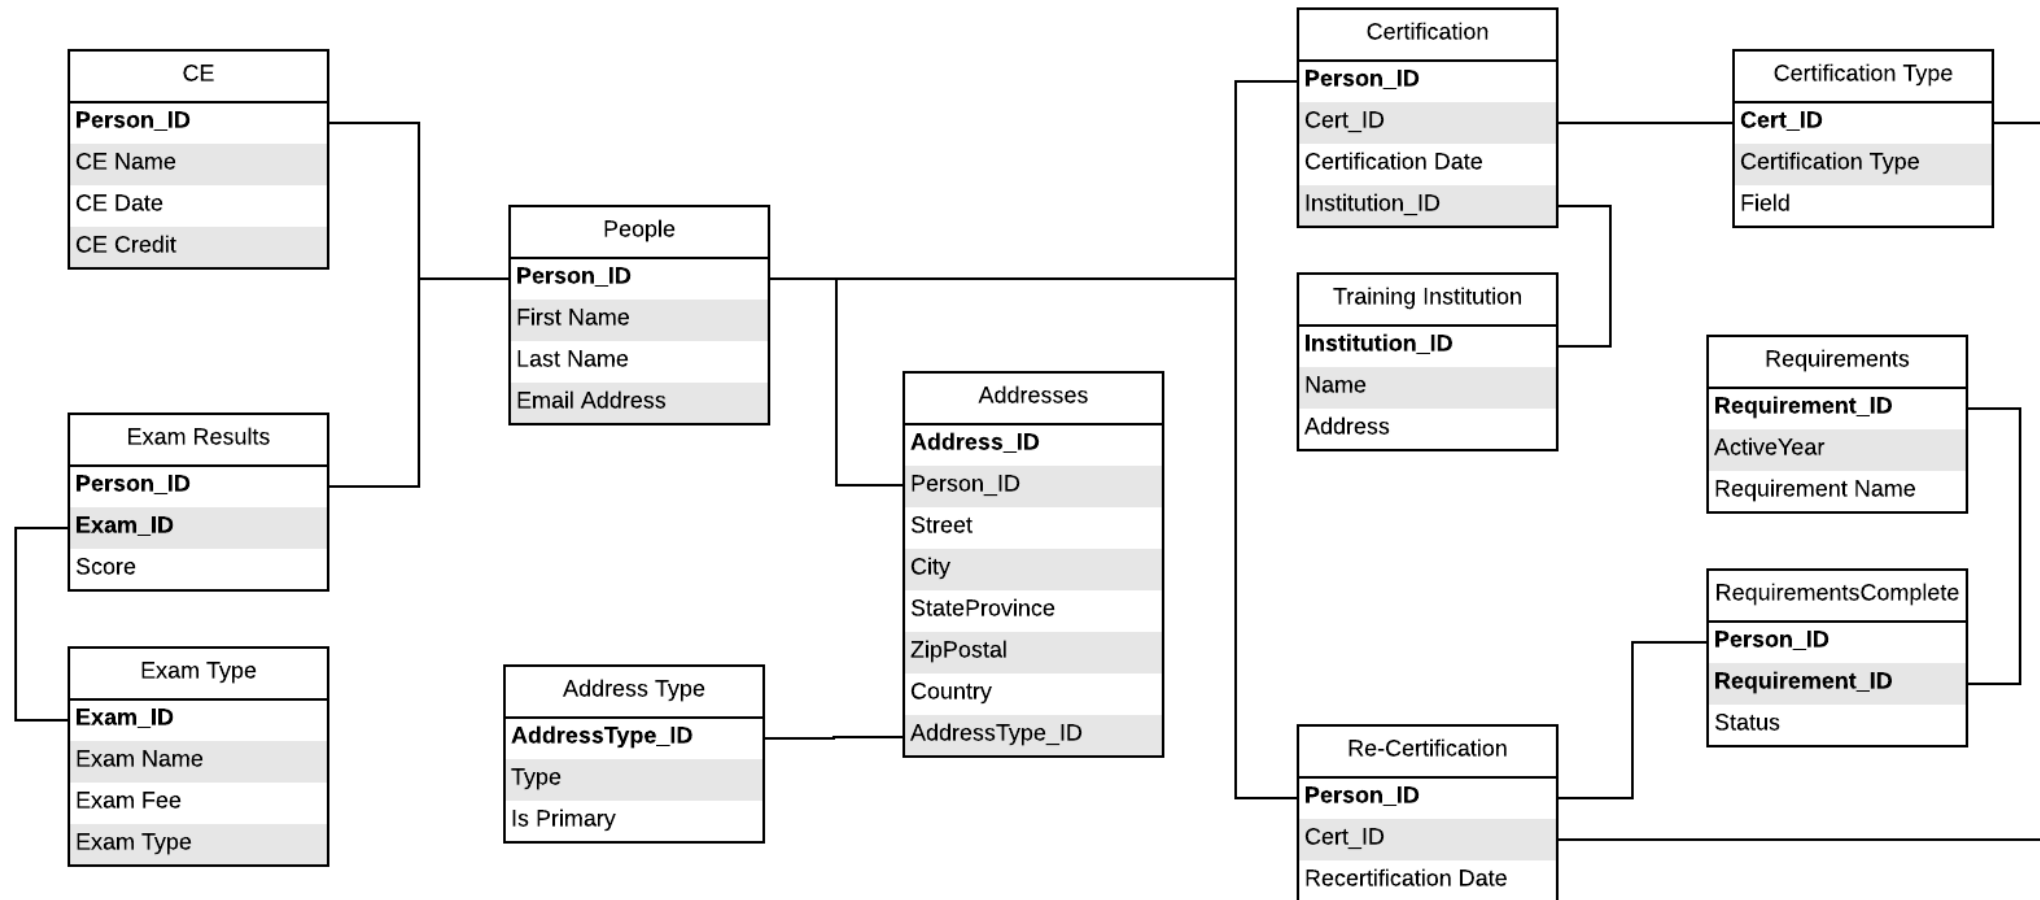 CE
Person_ID
CE Name
CE Date
CE Credit
Exam Results
Person_ID
Exam_ID
Score
Exam Type
Exam_ID
Exam Name
Exam Fee
Exam Type
People
Person_ID
First Name
Last Name
Email Address
Address Type
AddressType_ID
Type
Is Primary
Addresses
Address_ID
Person_ID
Street
City
StateProvince
ZipPostal
Country
AddressType_ID
Certification
Person_ID
Cert_ID
Certification Date
Institution_ID
Training Institution
Institution_ID
Name
Address
Re-Certification
Person_ID
Cert_ID
Recertification Date
Certification Type
Cert_ID
Certification Type
Field
Requirements
Requirement_ID
ActiveYear
Requirement Name
RequirementsComplete
Person_ID
Requirement_ID
Status